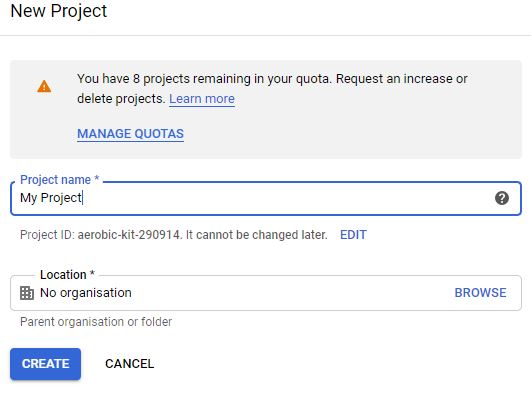 New Project
You have 8 projects remaining in your quota. Request an increase or
delete projects. Learn more
MANAGE QUOTAS
Project name *
My Project
Project ID: aerobic-kit-290914. It cannot be changed later. EDIT
Location *
No organisation BROWSE
Parent organisation or folder
CREATE CANCEL